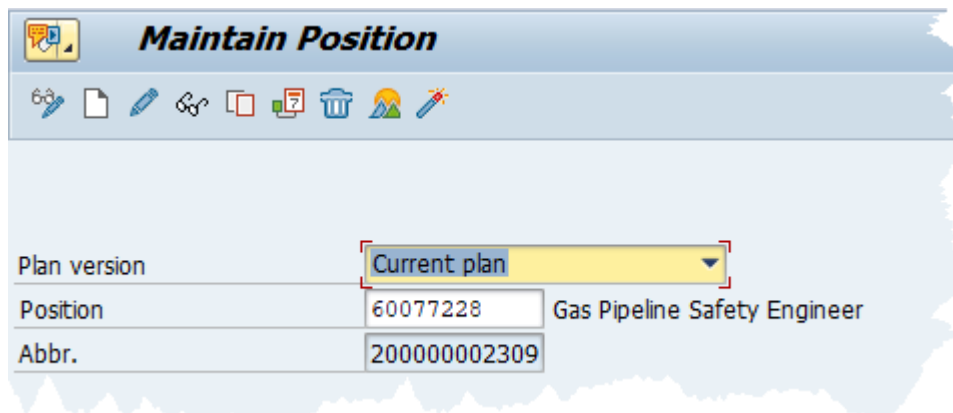 Maintain Position
Plan version Current plan
Position 60077228 Gas Pipeline Safety Engineer
Abbr. 200000002309